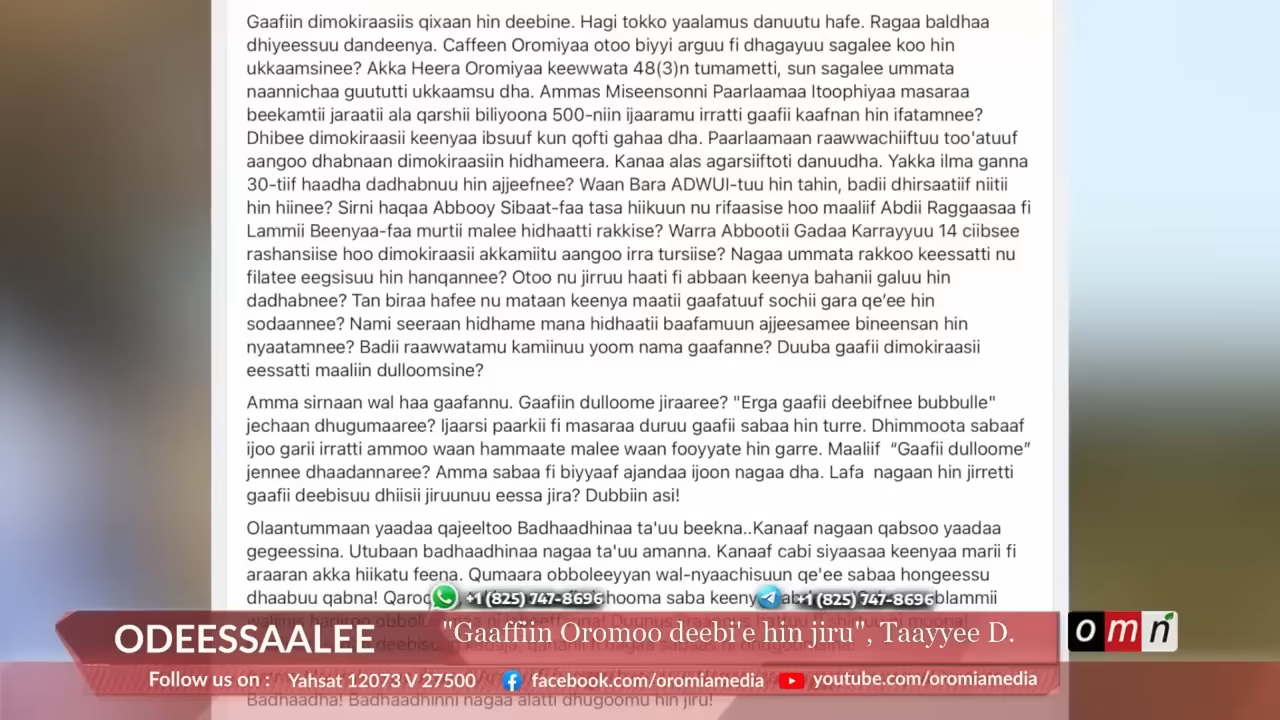 Gaafiin dimokiraasiis qixaan hin deebine. Hagi tokko yaalamus danuutu hafe. Ragaa baldhaa
dhiyeessuu dandeenya. Caffeen Oromiyaa otoo biyyi arguu fi dhagayuu sagalee koo hin
ukkaamsinee? Akka Heera Oromiyaa keewwata 48(3)n tumametti, sun sagalee ummata
naannichaa guututti ukkaamsu dha. Ammas Miseensonni Paarlaamaa Itoophiyaa masaraa
beekamtii jaraatii ala qarshii biliyoona 500-niin ijaaramu irratti gaafii kaafnan hin ifatamnee?
Dhibee dimokiraasii keenyaa ibsuuf kun qofti gahaa dha. Paarlaamaan raawwachiiftuu too'atuuf
aangoo dhabnaan dimokiraasiin hidhameera. Kanaa alas agarsiiftoti danuudha. Yakka ilma ganna
30-tiif haadha dadhabnuu hin ajjeefnee? Waan Bara ADWUI-tuu hin tahin, badii dhirsaatiif niitii
hin hiinee? Sirni haqaa Abbooy Sibaat-faa tasa hiikuun nu rifaasise hoo maaliif Abdii Raggaasaa fi
Lammii Beenyaa-faa murtii malee hidhaatti rakkise? Warra Abbootii Gadaa Karrayyuu 14 ciibsee
rashansiise hoo dimokiraasii akkamiitu aangoo irra tursiise? Nagaa ummata rakkoo keessatti nu
filatee eegsisuu hin hanqannee? Otoo nu jirruu haati fi abbaan keenya bahanii galuu hin
dadhabnee? Tan biraa hafee nu mataan keenya maatii gaafatuuf sochii gara qe’ee hin
sodaannee? Nami seeraan hidhame mana hidhaatii baafamuun ajjeesamee bineensan hin
nyaatamnee? Badii raawwatamu kamiinuu yoom nama gaafanne? Duuba gaafii dimokiraasii
eessatti maaliin dulloomsine?
Amma sirnaan wal haa gaafannu. Gaafiin dulloome jiraaree? "Erga gaafii deebifnee bubbulle"
jechaan dhugumaaree? Ijaarsi paarkii fi masaraa duruu gaafii sabaa hin turre. Dhimmoota sabaaf
ijoo garii irratti ammoo waan hammaate malee waan fooyyate hin garre. Maaliif “Gaafii dulloome”
jennee dhaadannaree? Amma sabaa fi biyyaaf ajandaa ijoon nagaa dha. Lafa nagaan hin jirretti
gaafii deebisuu dhiisii jiruunuu eessa jira? Dubbiin asi!
Olaantummaan yaadaa qajeeltoo Badhaadhinaa ta'uu beekna..Kanaaf nagaan qabsoo yaadaa
gegeessina. Utubaan badhaadhinaa nagaa ta'uu amanna. Kanaaf cabi siyaasaa keenyaa marii fi
araaran akka hiikatu feena. Qumaara obboleeyyan wal-nyaachisuun qe'ee sabaa hongeessu
dhaabuu qabna!
+1 (825) 747-8696 +1 (825) 747-8696
ODEESSAALEE "Gaaffiin Oromoo deebi'e hin jiru", Taayyee D. omn
Follow us on : Yahsat 12073 V 27500 facebook.com/oromiamedia youtube.com/oromiamedia
Badhaadha! Badhaadhinni nagaa alatti dhugoomu hin jiru!